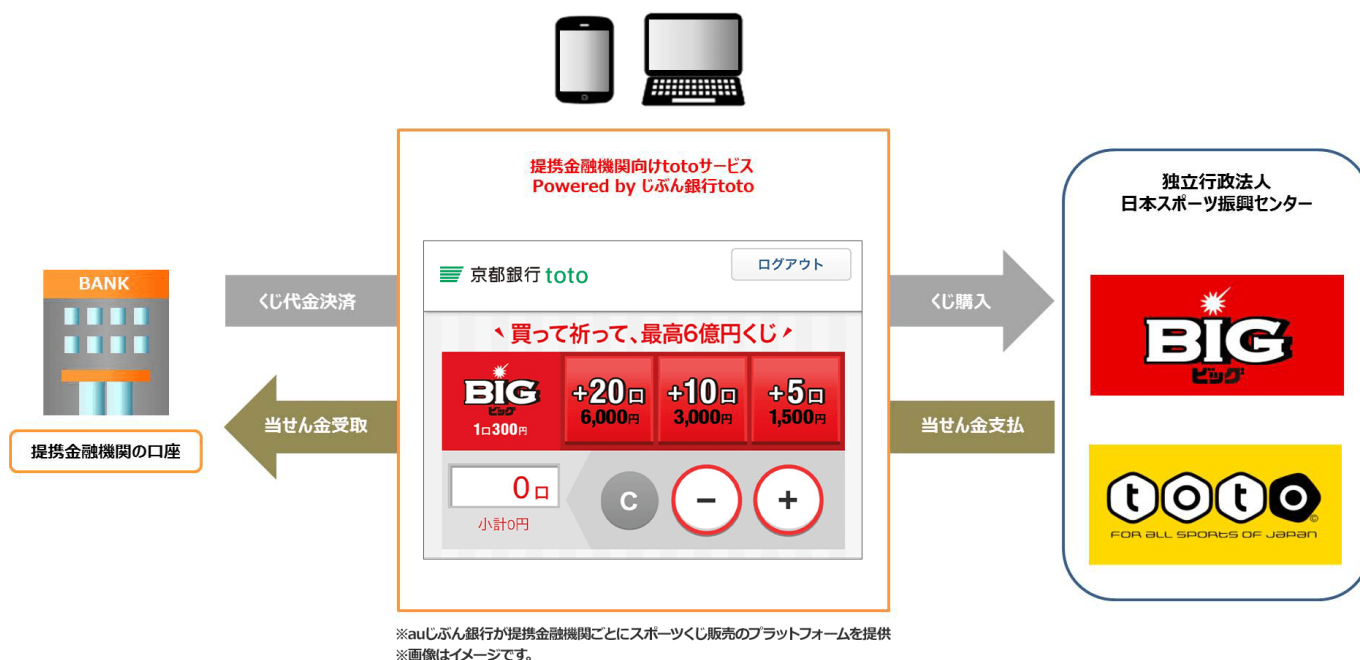 提携金融機関向けtotoサービス
Powered by じぶん銀行toto
京都銀行 toto
ログアウト
買って祈って、最高6億円くじ
BIG
ビッグ
1口300円
+20口
6,000円
+10口
3,000円
+5口
1,500円
0口
小計0円
C
−
+
BANK
提携金融機関の口座
くじ代金決済
当せん金受取
くじ購入
当せん金支払
独立行政法人
日本スポーツ振興センター
BIG
ビッグ
toto
©
FOR ALL SPORTS OF JAPAN
※auじぶん銀行が提携金融機関ごとにスポーツくじ販売のプラットフォームを提供
※画像はイメージです。